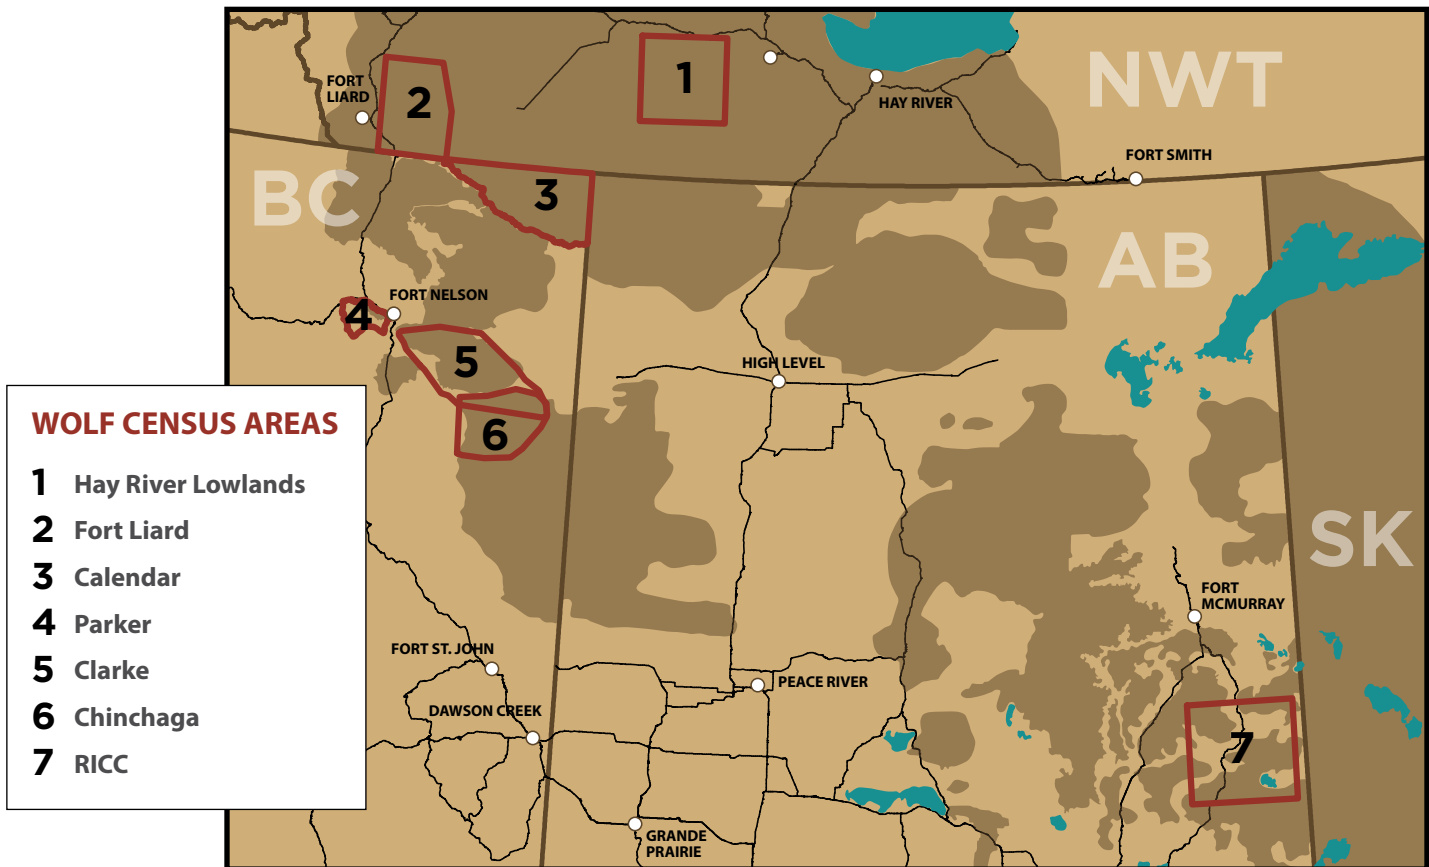 NWT
1
FORT
LIARD
2
HAY RIVER
FORT SMITH
BC
3
AB
FORT NELSON
4
5
HIGH LEVEL
6
WOLF CENSUS AREAS
1 Hay River Lowlands
2 Fort Liard
3 Calendar
4 Parker
5 Clarke
6 Chinchaga
7 RICC
SK
FORT
MCMURRAY
FORT ST. JOHN
PEACE RIVER
DAWSON CREEK
7
GRANDE
PRAIRIE